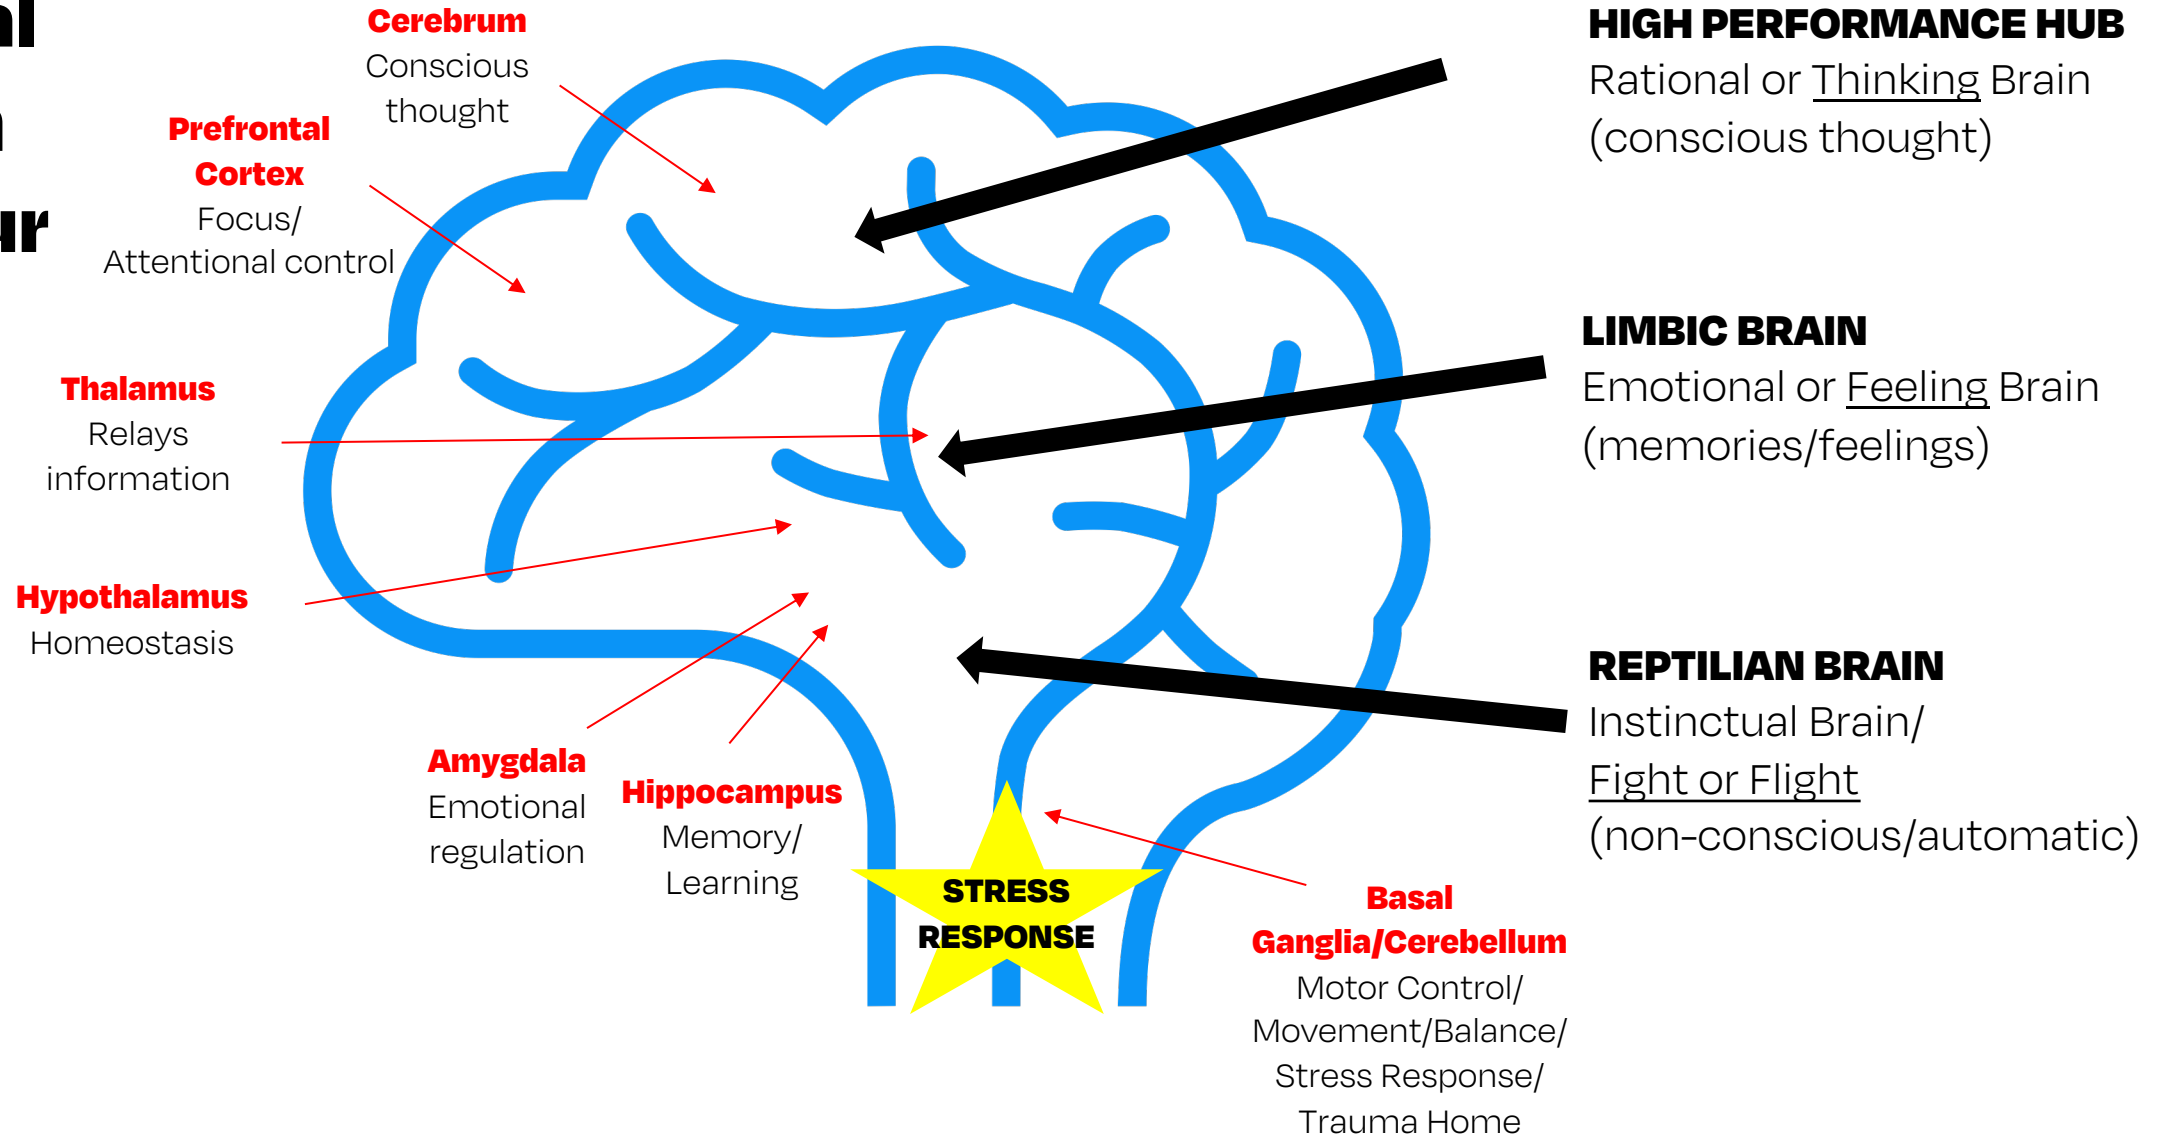 Cerebrum
Conscious
thought
Prefrontal
Cortex
Focus/
Attentional control
Thalamus
Relays
information
Hypothalamus
Homeostasis
Amygdala
Emotional
regulation
Hippocampus
Memory/
Learning
STRESS
RESPONSE
Basal
Ganglia/Cerebellum
Motor Control/
Movement/Balance/
Stress Response/
Trauma Home
HIGH PERFORMANCE HUB
Rational or Thinking Brain
(conscious thought)
LIMBIC BRAIN
Emotional or Feeling Brain
(memories/feelings)
REPTILIAN BRAIN
Instinctual Brain/
Fight or Flight
(non-conscious/automatic)